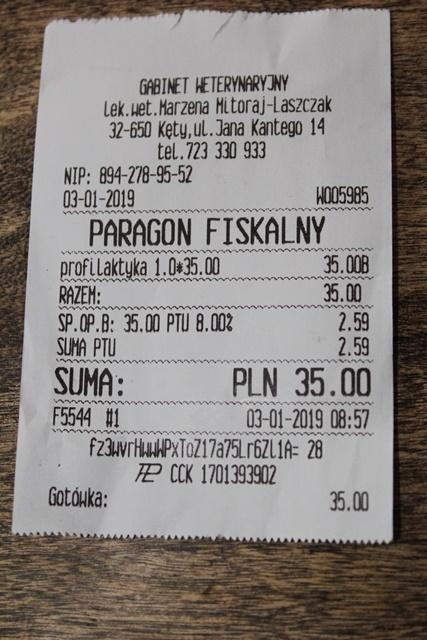 GABINET WETERYNARYJNY
Lek.wet.Marzena Mitoraj-Laszczak
32-650 Kęty,ul.Jana Kantego 14
tel.723 330 933
NIP: 894-278-95-52
03-01-2019 W005985
PARAGON FISKALNY
profilaktyka 1.0*35.00 35.00B
RAZEM: 35.00
SP.OP.B: 35.00 PTU 8.00% 2.59
SUMA PTU 2.59
SUMA: PLN 35.00
F5544 #1 03-01-2019 08:57
fz3wvrHwwWPxToZ17a75Lr6Zl1A= 28
CCK 1701393902
Gotówka: 35.00